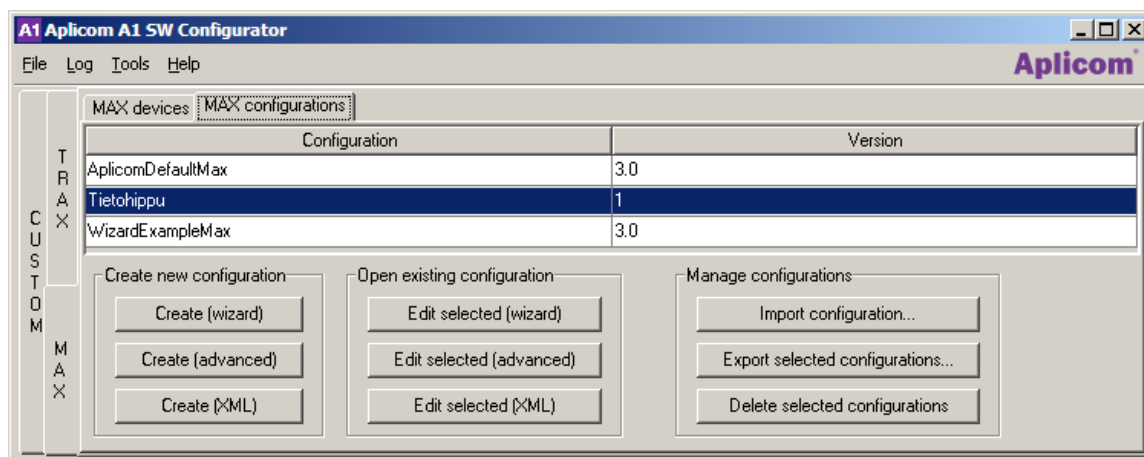 A1 Aplicom A1 SW Configurator
File Log Tools Help
Aplicom
CUSTOM
TRAX
MAX
MAX devices MAX configurations
Configuration Version
AplicomDefaultMax 3.0
Tietohippu 1
WizardExampleMax 3.0
Create new configuration Open existing configuration Manage configurations
Create (wizard) Edit selected (wizard) Import configuration...
Create (advanced) Edit selected (advanced) Export selected configurations...
Create (XML) Edit selected (XML) Delete selected configurations